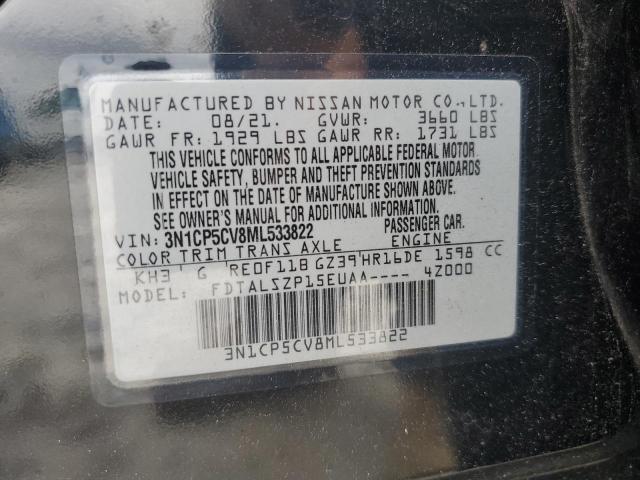 MANUFACTURED BY NISSAN MOTOR CO., LTD.
DATE: 08/21. GVWR: 3660 LBS
GAWR FR: 1929 LBS GAWR RR: 1731 LBS
THIS VEHICLE CONFORMS TO ALL APPLICABLE FEDERAL MOTOR
VEHICLE SAFETY, BUMPER AND THEFT PREVENTION STANDARDS
IN EFFECT ON THE DATE OF MANUFACTURE SHOWN ABOVE.
SEE OWNER'S MANUAL FOR ADDITIONAL INFORMATION.
VIN: 3N1CP5CV8ML533822 PASSENGER CAR.
COLOR TRIM TRANS AXLE ENGINE
KH3 G RE0F11B GZ39 HR16DE 1598 CC
MODEL: FDTALSZP15EUAA---- 4Z000
3N1CP5CV8ML533822